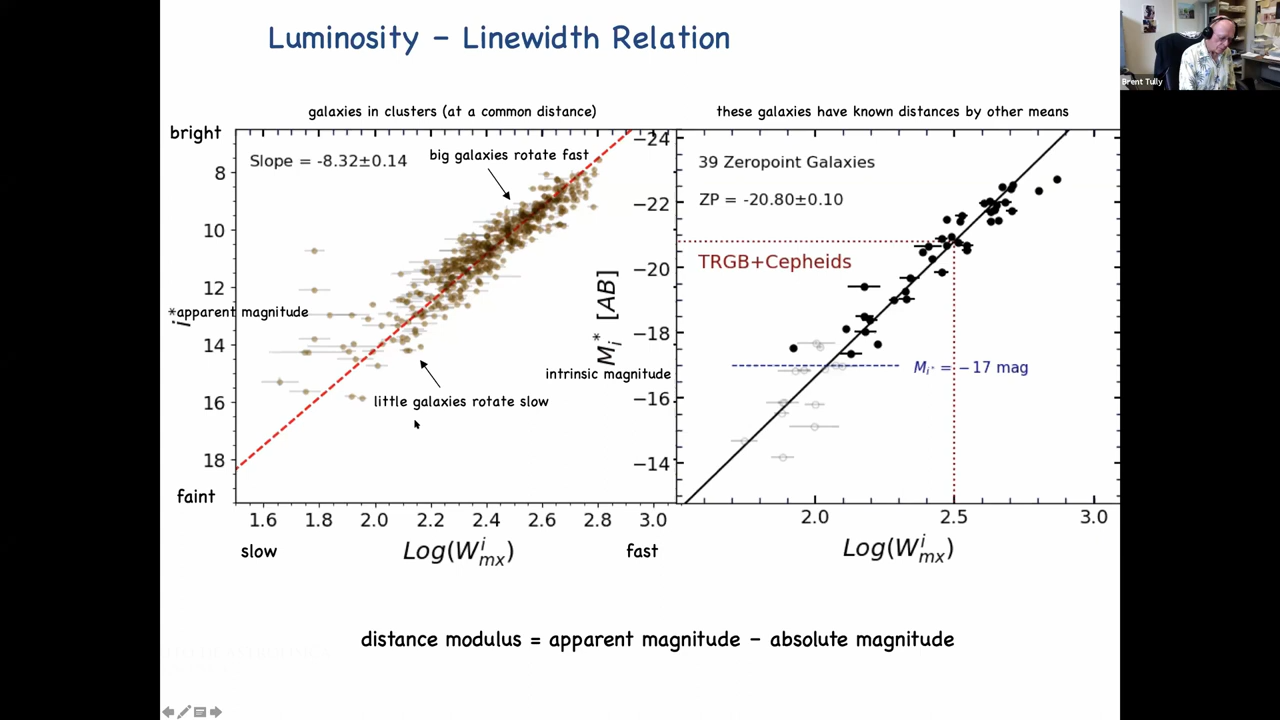 Luminosity – Linewidth Relation
Brent Tully
galaxies in clusters (at a common distance)
these galaxies have known distances by other means
bright
Slope = -8.32±0.14
big galaxies rotate fast
8
10
12
14
16
18
i* apparent magnitude
little galaxies rotate slow
faint
1.6 1.8 2.0 2.2 2.4 2.6 2.8 3.0
slow
Log(W^i_mx)
fast
−24
−22
−20
−18
−16
−14
M_i^* [AB]
intrinsic magnitude
39 Zeropoint Galaxies
ZP = -20.80±0.10
TRGB+Cepheids
M_i* = −17 mag
2.0 2.5 3.0
Log(W^i_mx)
distance modulus = apparent magnitude – absolute magnitude